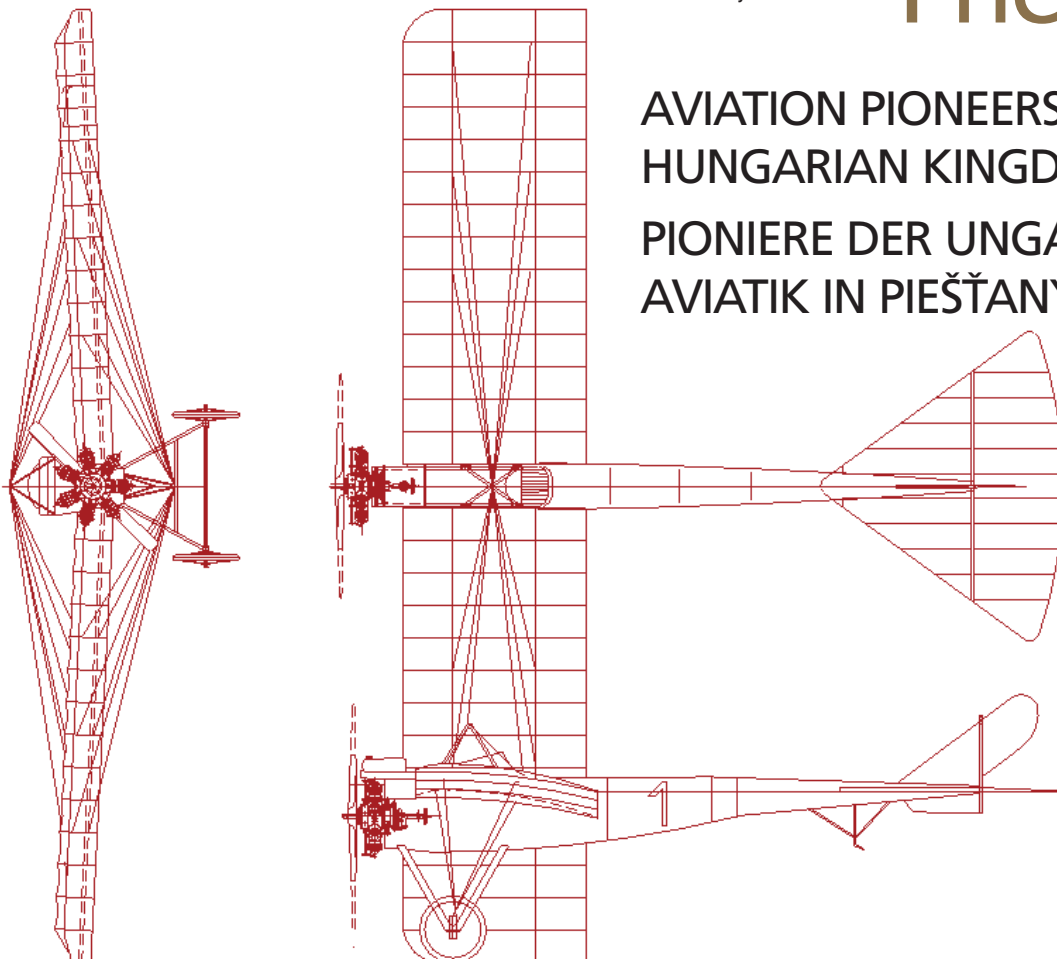 AVIATION PIONEERS
HUNGARIAN KINGD
PIONIERE DER UNGA
AVIATIK IN PIEŠŤANY
1